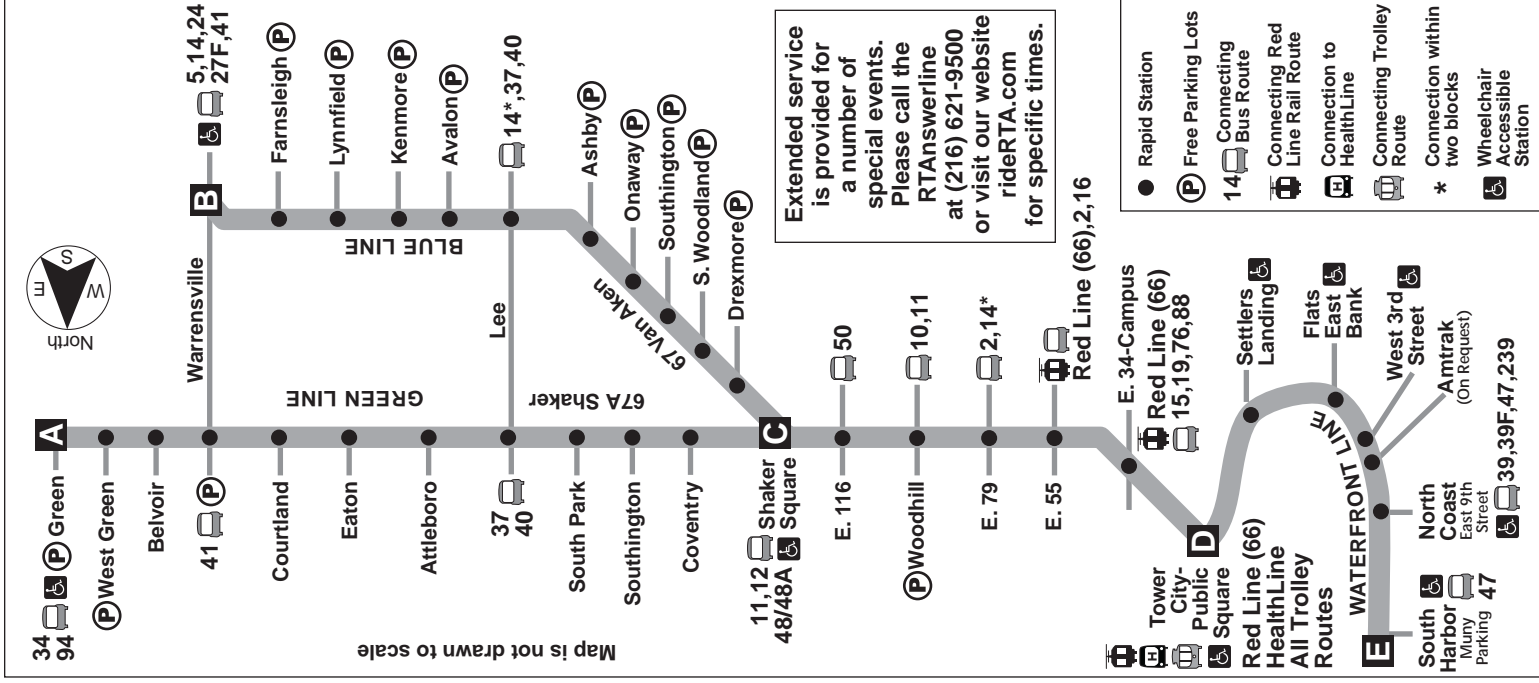 North
S
E
W
A
34
94
P Green
P West Green
Belvoir
Warrensville
41 P
Courtland
Eaton
Attleboro
GREEN LINE
Lee
37
40
67A Shaker
South Park
Southington
Coventry
B
5,14,24
27F,41
Farnsleigh P
Lynnfield P
Kenmore P
Avalon P
BLUE LINE
14*,37,40
Ashby P
Onaway P
Southington P
S. Woodland P
Drexmore P
67 Van Aken
C
11,12 Shaker
48/48A Square
E. 116
50
P Woodhill
10,11
E. 79
2,14*
E. 55
Red Line (66),2,16
E. 34-Campus
Red Line (66)
15,19,76,88
D
Tower
City-
Public
Square
H
Red Line (66)
HealthLine
All Trolley
Routes
Settlers
Landing
Flats
East
Bank
West 3rd
Street
Amtrak
(On Request)
WATERFRONT LINE
North
Coast
East 9th
Street
39,39F,47,239
E
South
Harbor
Muny
Parking
47
Map is not drawn to scale
Extended service
is provided for
a number of
special events.
Please call the
RTAnswerline
at (216) 621-9500
or visit our website
rideRTA.com
for specific times.
Rapid Station
P Free Parking Lots
14 Connecting
Bus Route
Connecting Red
Line Rail Route
H Connection to
HealthLine
Connecting Trolley
Route
* Connection within
two blocks
Wheelchair
Accessible
Station